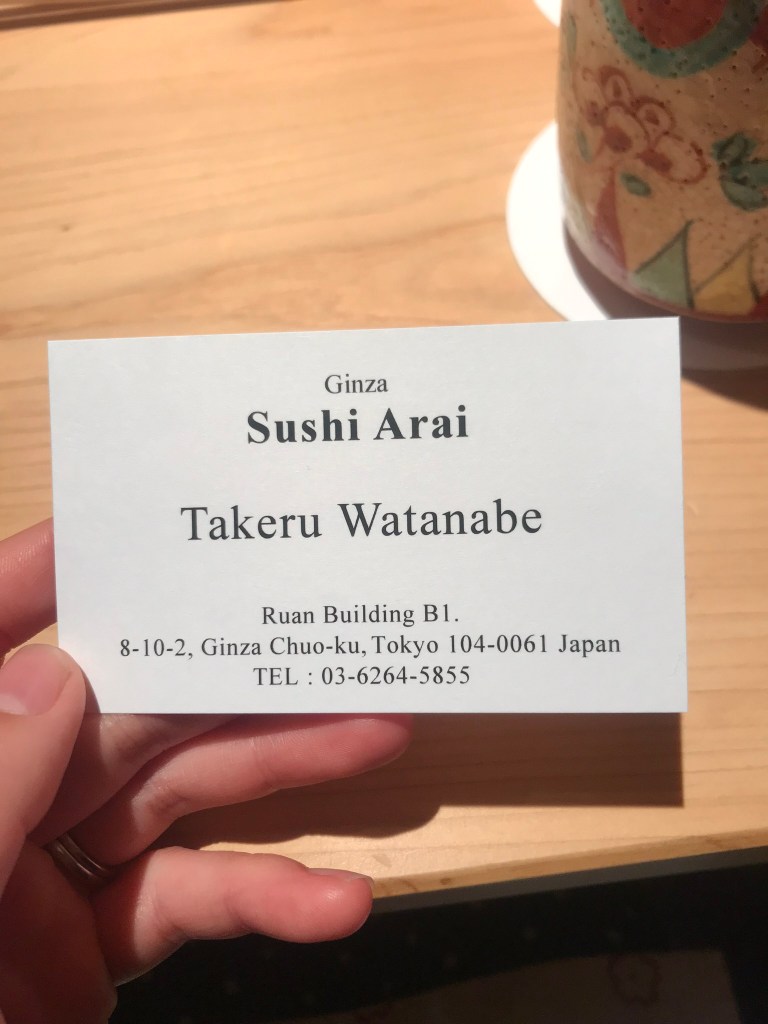 Ginza
Sushi Arai
Takeru Watanabe
Ruan Building B1.
8-10-2, Ginza Chuo-ku, Tokyo 104-0061 Japan
TEL : 03-6264-5855